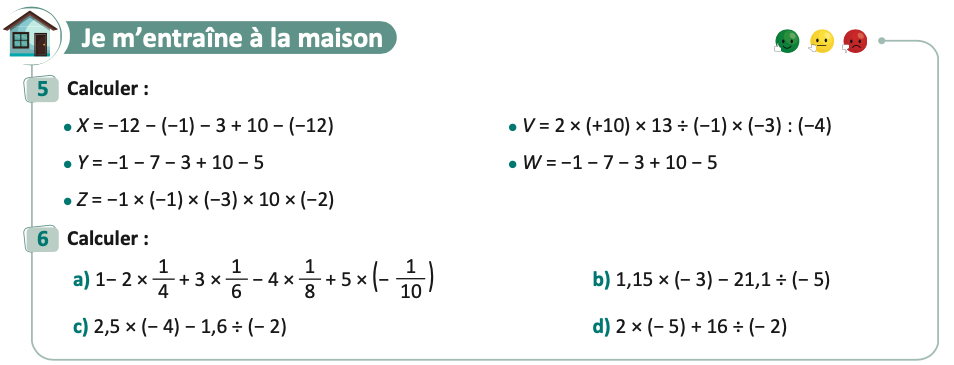 Je m’entraîne à la maison
5 Calculer :
• X = −12 − (−1) − 3 + 10 − (−12)
• V = 2 × (+10) × 13 ÷ (−1) × (−3) : (−4)
• Y = −1 − 7 − 3 + 10 − 5
• W = −1 − 7 − 3 + 10 − 5
• Z = −1 × (−1) × (−3) × 10 × (−2)
6 Calculer :
a) 1− 2 × 1/4 + 3 × 1/6 − 4 × 1/8 + 5 × (− 1/10)
b) 1,15 × (− 3) − 21,1 ÷ (− 5)
c) 2,5 × (− 4) − 1,6 ÷ (− 2)
d) 2 × (− 5) + 16 ÷ (− 2)